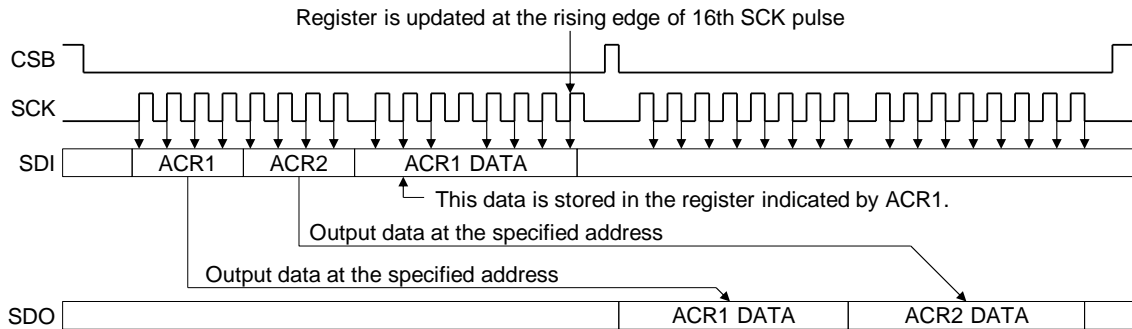 Register is updated at the rising edge of 16th SCK pulse
CSB
SCK
SDI
ACR1
ACR2
ACR1 DATA
This data is stored in the register indicated by ACR1.
Output data at the specified address
Output data at the specified address
SDO
ACR1 DATA
ACR2 DATA